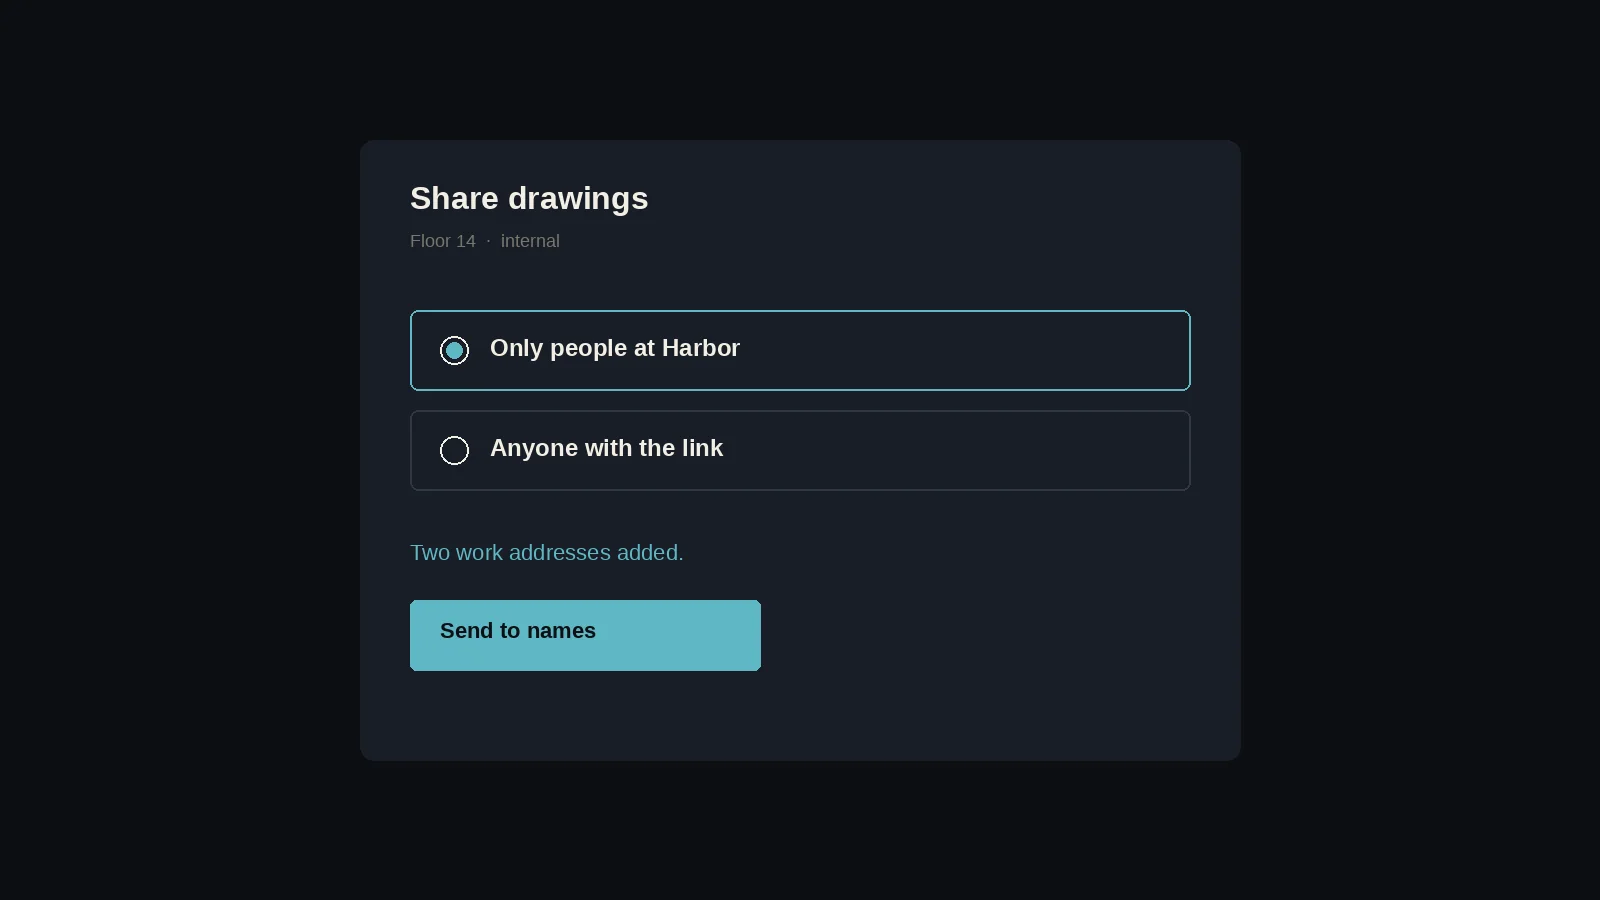 Share drawings
Floor 14 · internal
Only people at Harbor
Anyone with the link
Two work addresses added.
Send to names